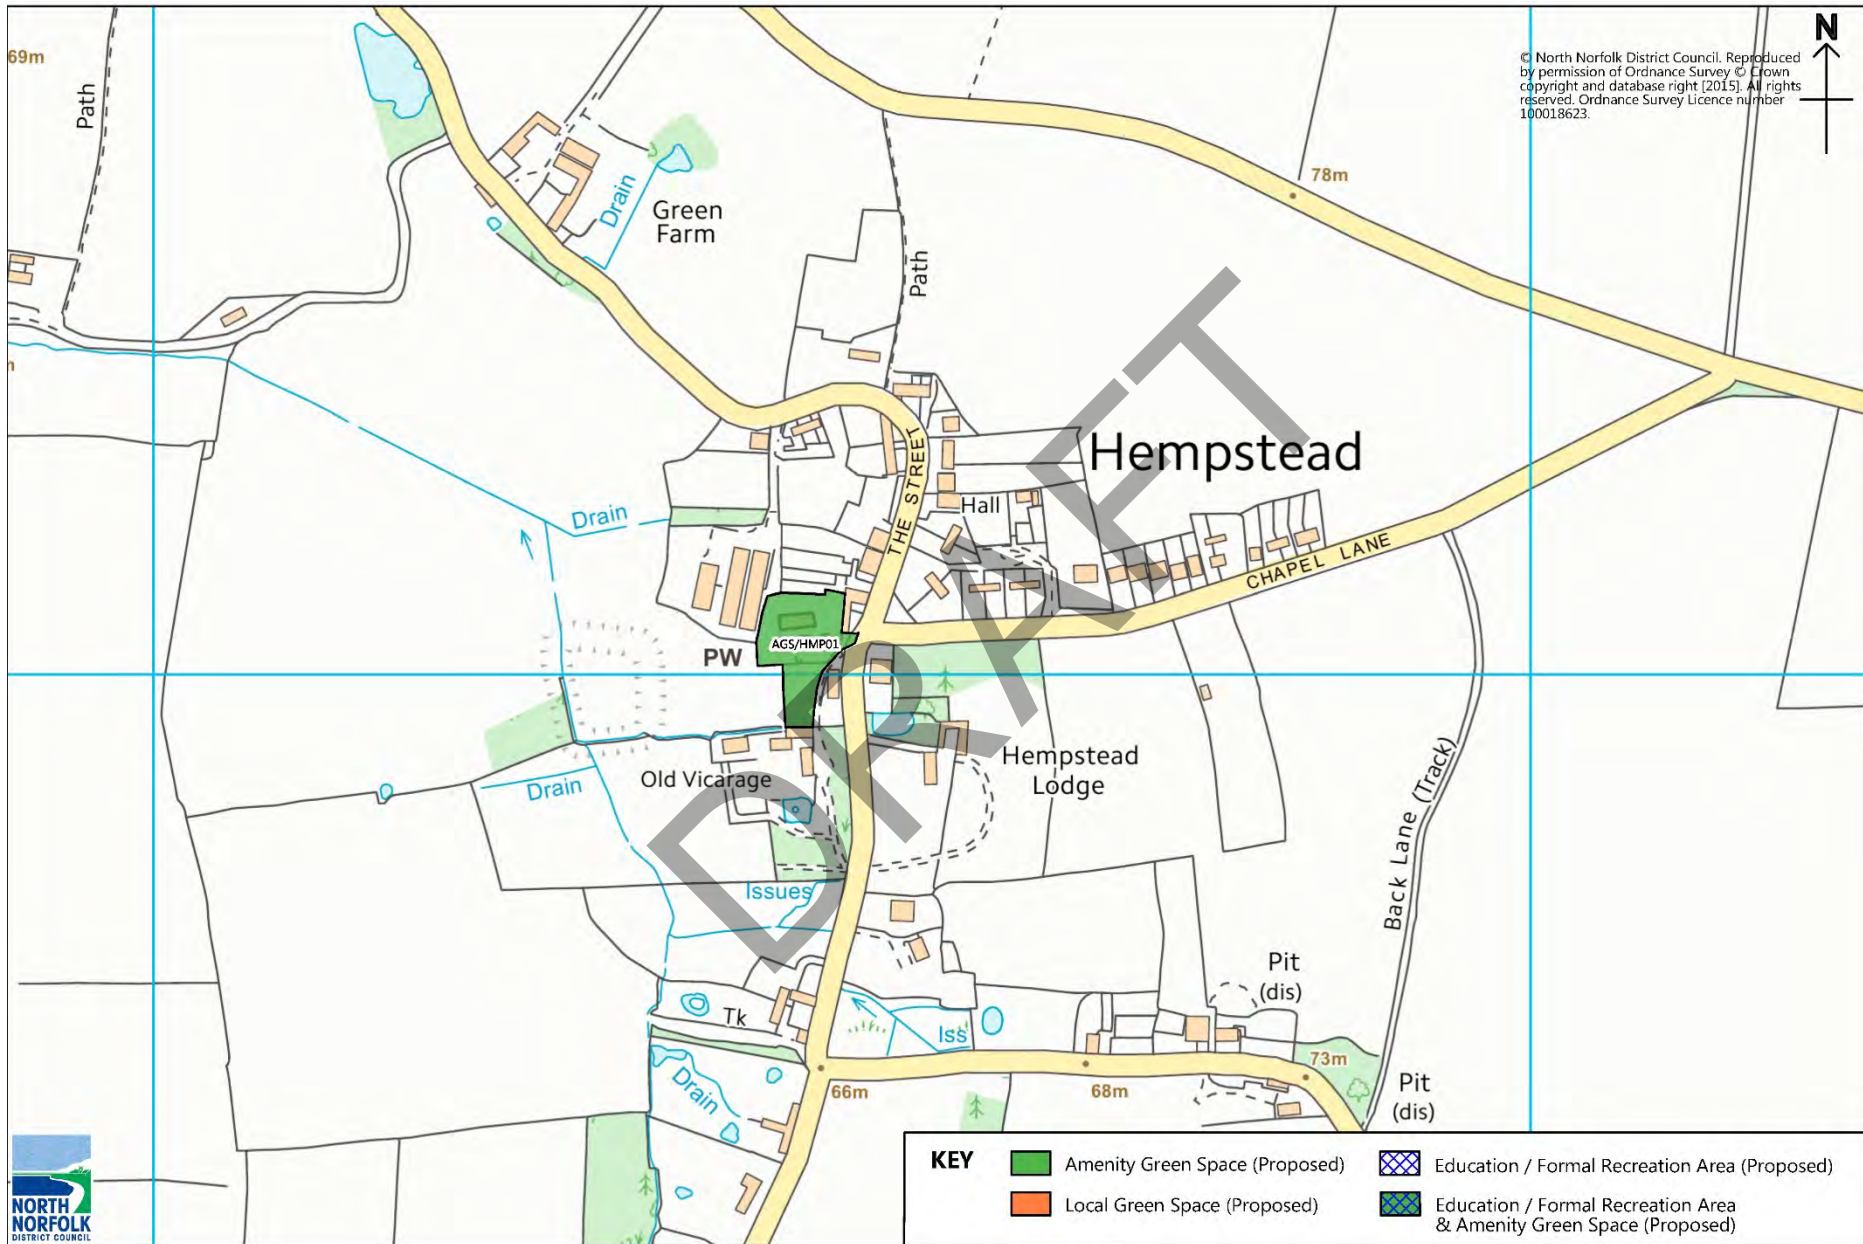 69m
Path
© North Norfolk District Council. Reproduced
by permission of Ordnance Survey © Crown
copyright and database right [2015]. All rights
reserved. Ordnance Survey Licence number
100018623.
N
78m
Drain
Green
Farm
Path
Hempstead
THE STREET
Hall
Drain
CHAPEL LANE
AGS/HMP01
PW
DRAFT
Hempstead
Lodge
Old Vicarage
Drain
Back Lane (Track)
Issues
Pit
(dis)
Tk
Iss
73m
Drain
66m
68m
Pit
(dis)
KEY
Amenity Green Space (Proposed)
Local Green Space (Proposed)
Education / Formal Recreation Area (Proposed)
Education / Formal Recreation Area
& Amenity Green Space (Proposed)
NORTH
NORFOLK
DISTRICT COUNCIL